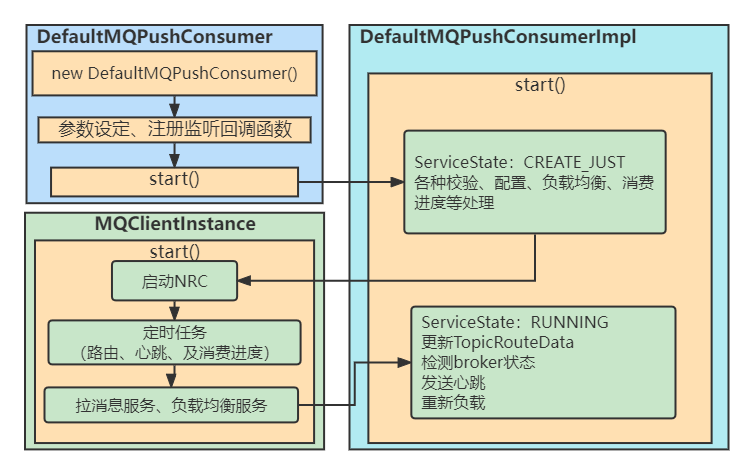 DefaultMQPushConsumer
new DefaultMQPushConsumer()
参数设定、注册监听回调函数
start()
DefaultMQPushConsumerImpl
start()
ServiceState：CREATE_JUST
各种校验、配置、负载均衡、消费
进度等处理
MQClientInstance
start()
启动NRC
定时任务
（路由、心跳、及消费进度）
拉消息服务、负载均衡服务
ServiceState：RUNNING
更新TopicRouteData
检测broker状态
发送心跳
重新负载